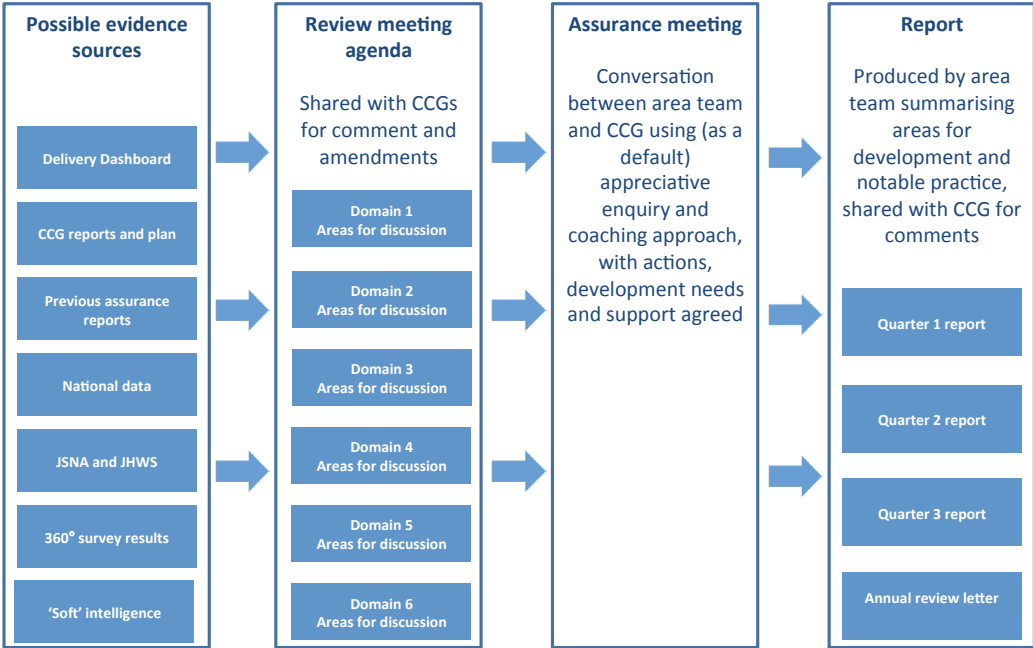 Possible evidence
sources
Delivery Dashboard
CCG reports and plan
Previous assurance
reports
National data
JSNA and JHWS
360° survey results
‘Soft’ intelligence
Review meeting
agenda
Shared with CCGs
for comment and
amendments
Domain 1
Areas for discussion
Domain 2
Areas for discussion
Domain 3
Areas for discussion
Domain 4
Areas for discussion
Domain 5
Areas for discussion
Domain 6
Areas for discussion
Assurance meeting
Conversation
between area team
and CCG using (as a
default)
appreciative
enquiry and
coaching approach,
with actions,
development needs
and support agreed
Report
Produced by area
team summarising
areas for
development and
notable practice,
shared with CCG for
comments
Quarter 1 report
Quarter 2 report
Quarter 3 report
Annual review letter